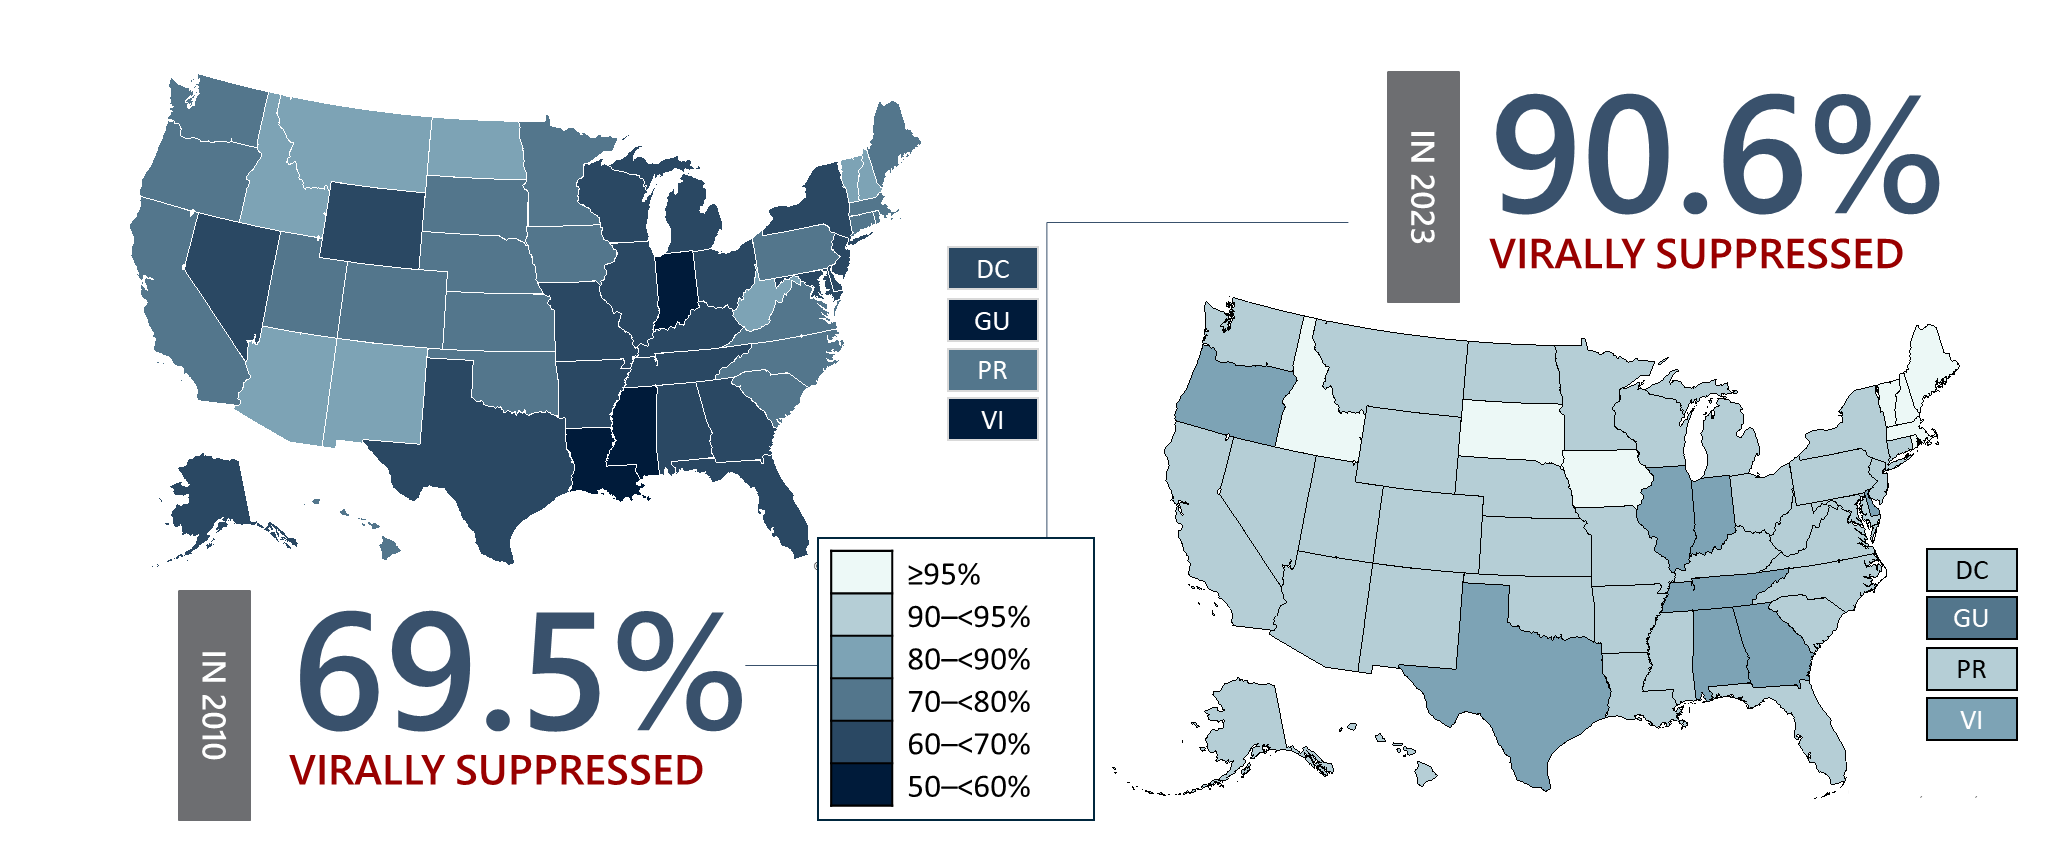 IN 2023
90.6%
VIRALLY SUPPRESSED
DC
GU
PR
VI
IN 2010
69.5%
VIRALLY SUPPRESSED
≥95%
90–<95%
80–<90%
70–<80%
60–<70%
50–<60%
DC
GU
PR
VI